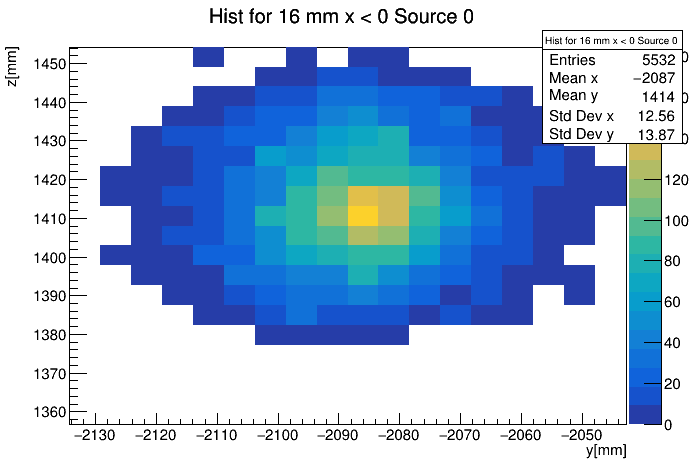 Hist for 16 mm x < 0 Source 0
z[mm]
Hist for 16 mm x < 0 Source 0
Entries 5532
Mean x −2087
Mean y 1414
Std Dev x 12.56
Std Dev y 13.87
1450
1440
1430
1420
1410
1400
1390
1380
1370
1360
120
100
80
60
40
20
0
−2130 −2120 −2110 −2100 −2090 −2080 −2070 −2060 −2050
y[mm]